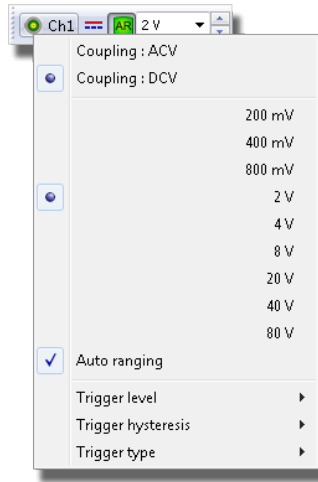 Ch1 AR 2 V
Coupling : ACV
Coupling : DCV
200 mV
400 mV
800 mV
2 V
4 V
8 V
20 V
40 V
80 V
Auto ranging
Trigger level
Trigger hysteresis
Trigger type